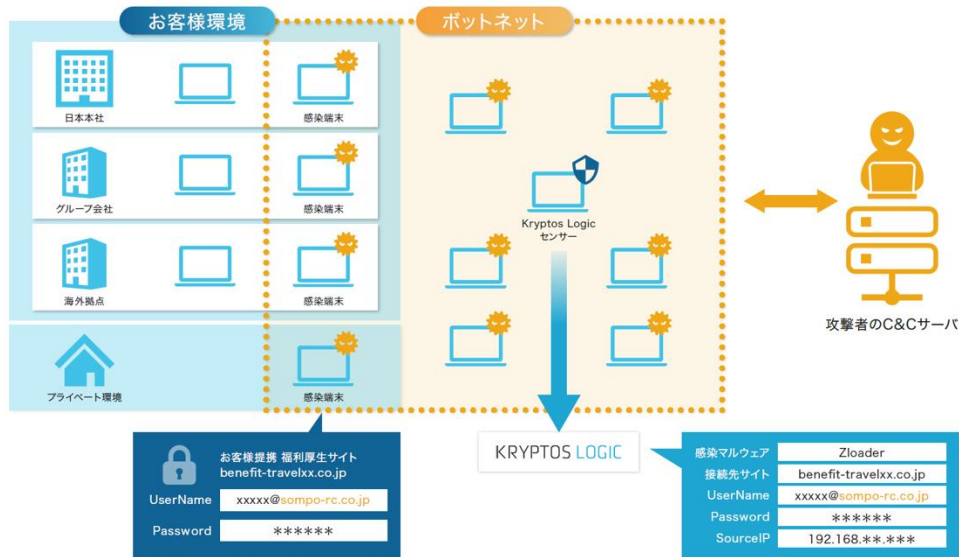 お客様環境
ボットネット
日本本社
感染端末
グループ会社
感染端末
Kryptos Logic
センサー
海外拠点
感染端末
攻撃者のC&Cサーバ
プライベート環境
感染端末
お客様提携 福利厚生サイト
benefit-travelxx.co.jp
UserName xxxxx@sompo-rc.co.jp
Password ******
KRYPTOS LOGIC
感染マルウェア Zloader
接続先サイト benefit-travelxx.co.jp
UserName xxxxx@sompo-rc.co.jp
Password ******
SourceIP 192.168.**.***